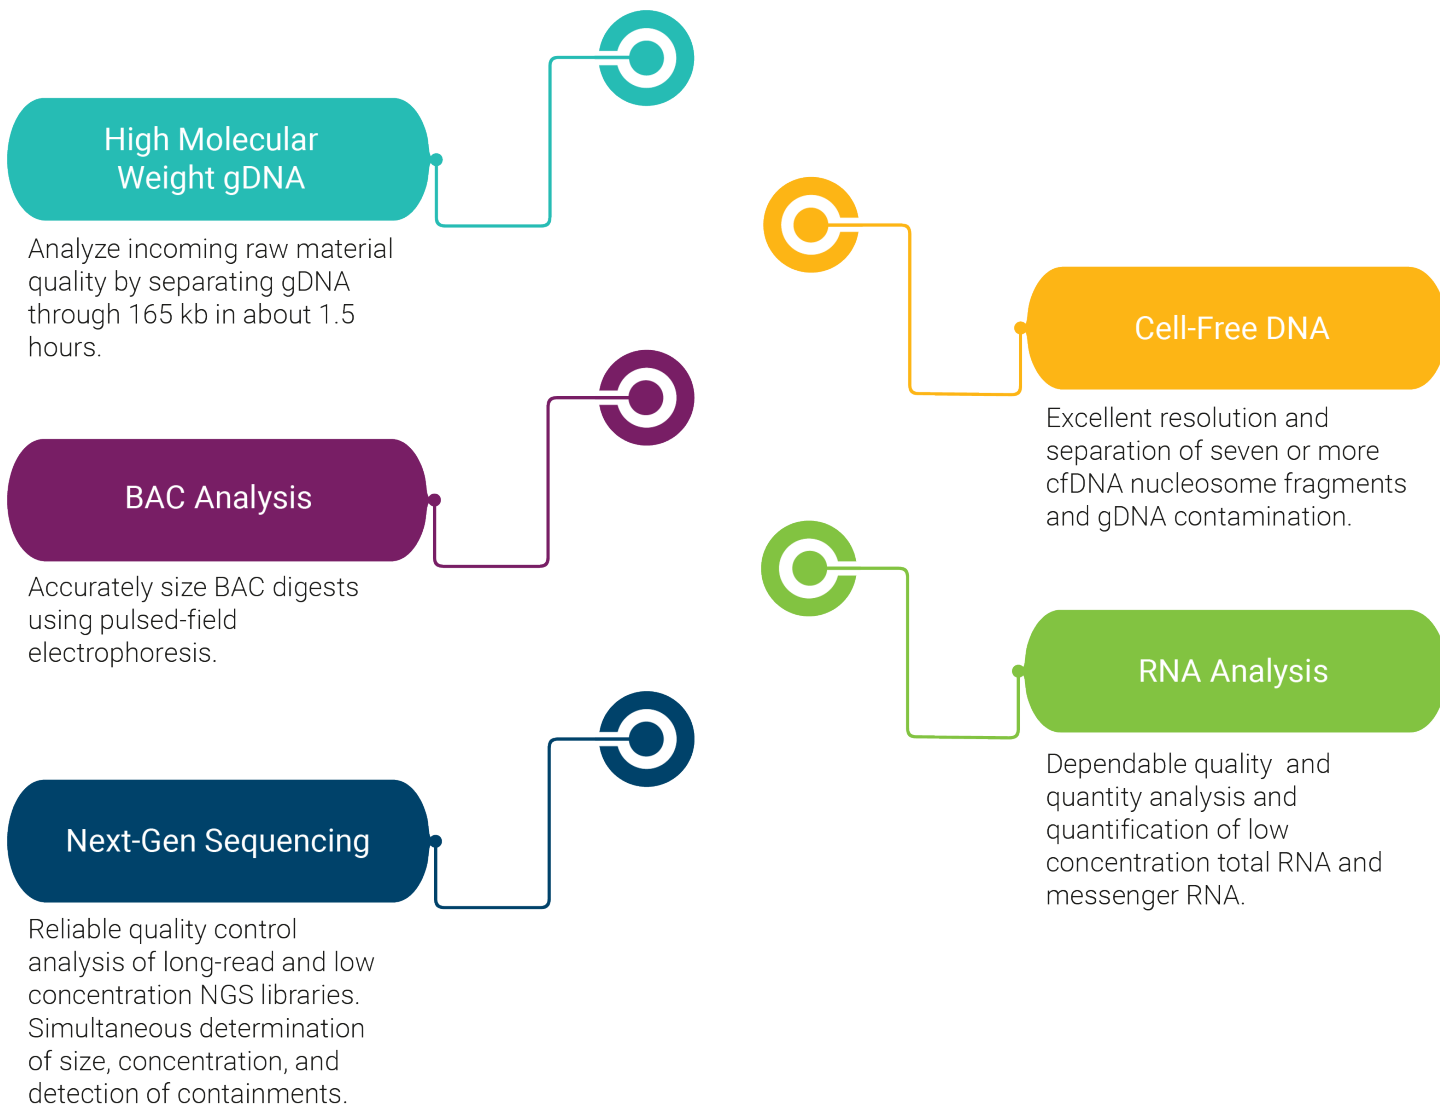 High Molecular
Weight gDNA
Analyze incoming raw material
quality by separating gDNA
through 165 kb in about 1.5
hours.
Cell-Free DNA
Excellent resolution and
separation of seven or more
cfDNA nucleosome fragments
and gDNA contamination.
BAC Analysis
Accurately size BAC digests
using pulsed-field
electrophoresis.
RNA Analysis
Dependable quality  and
quantity analysis and
quantification of low
concentration total RNA and
messenger RNA.
Next-Gen Sequencing
Reliable quality control
analysis of long-read and low
concentration NGS libraries.
Simultaneous determination
of size, concentration, and
detection of containments.